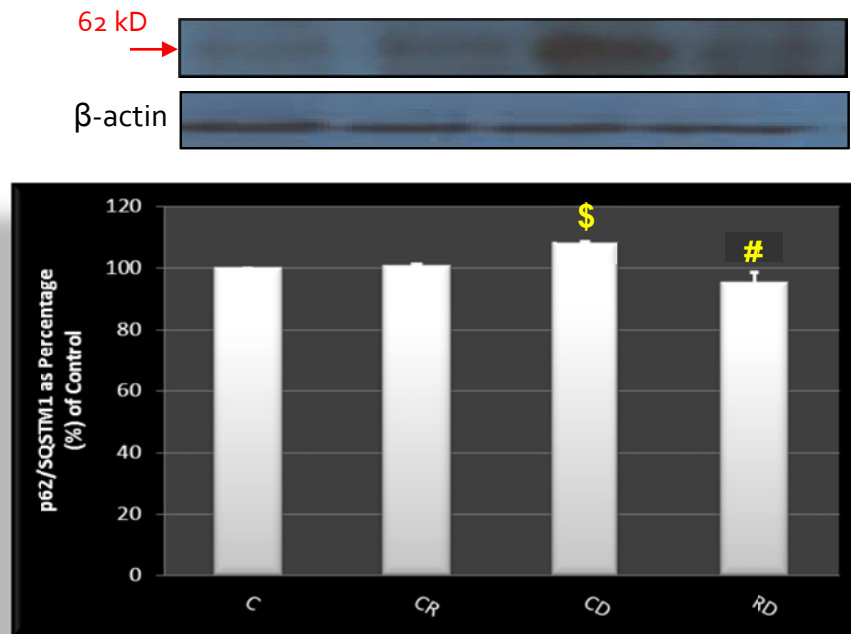 62 kD
β-actin
120
100
80
60
40
20
0
p62/SQSTM1 as Percentage
(%) of Control
$
#
C
CR
CD
RD